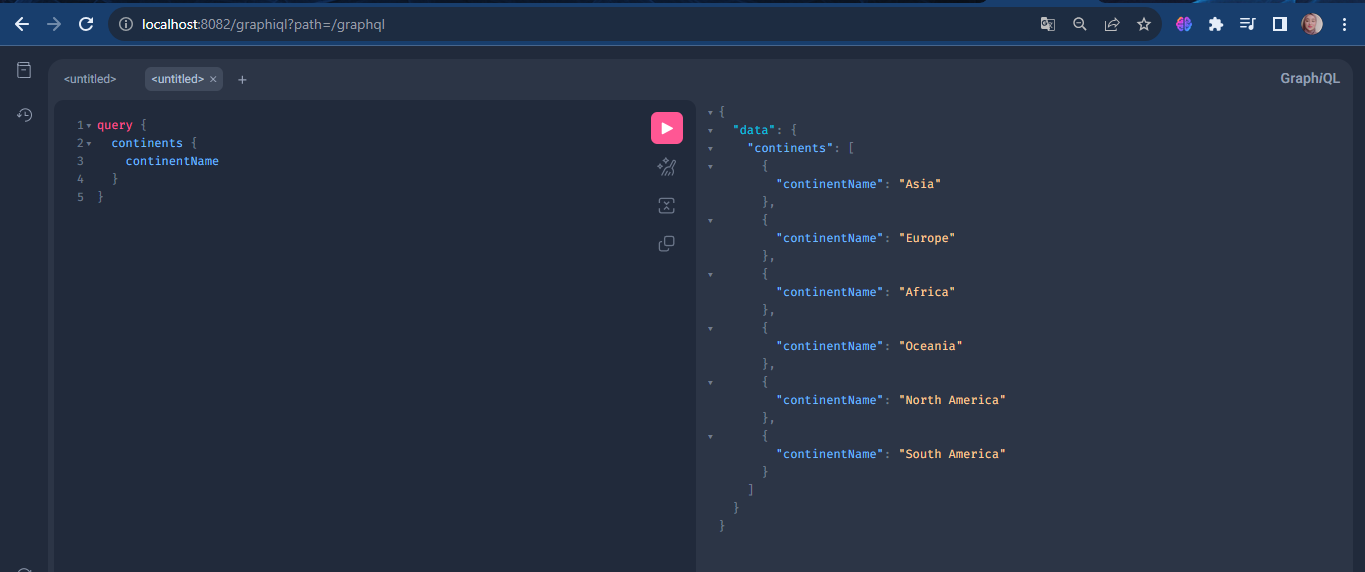 localhost:8082/graphiql?path=/graphql
<untitled>
<untitled>
GraphiQL
1 query {
2 continents {
3 continentName
4 }
5 }
{
"data": {
"continents": [
{
"continentName": "Asia"
},
{
"continentName": "Europe"
},
{
"continentName": "Africa"
},
{
"continentName": "Oceania"
},
{
"continentName": "North America"
},
{
"continentName": "South America"
}
]
}
}